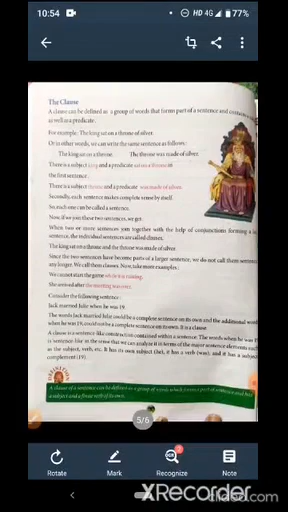 10:54
HD 4G 77%
The Clause
A clause can be defined as a group of words that forms part of a sentence and
as well as a predicate.
For example: The king sat on a throne of silver.
Or in other words, we can write the same sentence as follows:
The king sat on a throne. The throne was made of silver.
There is a subject king and a predicate sat on a throne in
the first sentence.
There is a subject throne and a predicate was made of silver.
Secondly, each sentence makes complete sense by itself.
So, each one can be called a sentence.
Now if we join these two sentences, we get.
When two or more sentences join together with the help of conjunctions forming a
sentence, the individual sentences are called clauses.
The king sat on a throne and the throne was made of silver.
Since the two sentences have become parts of a larger sentence, we do not call them sentences
any longer. We call them clauses. Now, take more examples:
We cannot start the game while it is raining.
She arrived after the meeting was over.
Consider the following sentence:
Jack married Julie when he was 19.
The words Jack married Julie could be a complete sentence on its own and the additional words
when he was 19, could not be a complete sentence on its own. It is a clause.
A clause is a sentence-like construction contained within a sentence. The words when he was 19
is sentence like in the sense that we can analyse it in terms of the major sentence elements such
as the subject, verb, etc. It has its own subject (he), it has a verb (was), and it has a subject
complement (19).
A clause of a sentence can be defined as a group of words which forms a part of sentence and has
a subject and a finite verb of its own.
5/5
Rotate
Mark
Recognize
Note
XRecorder